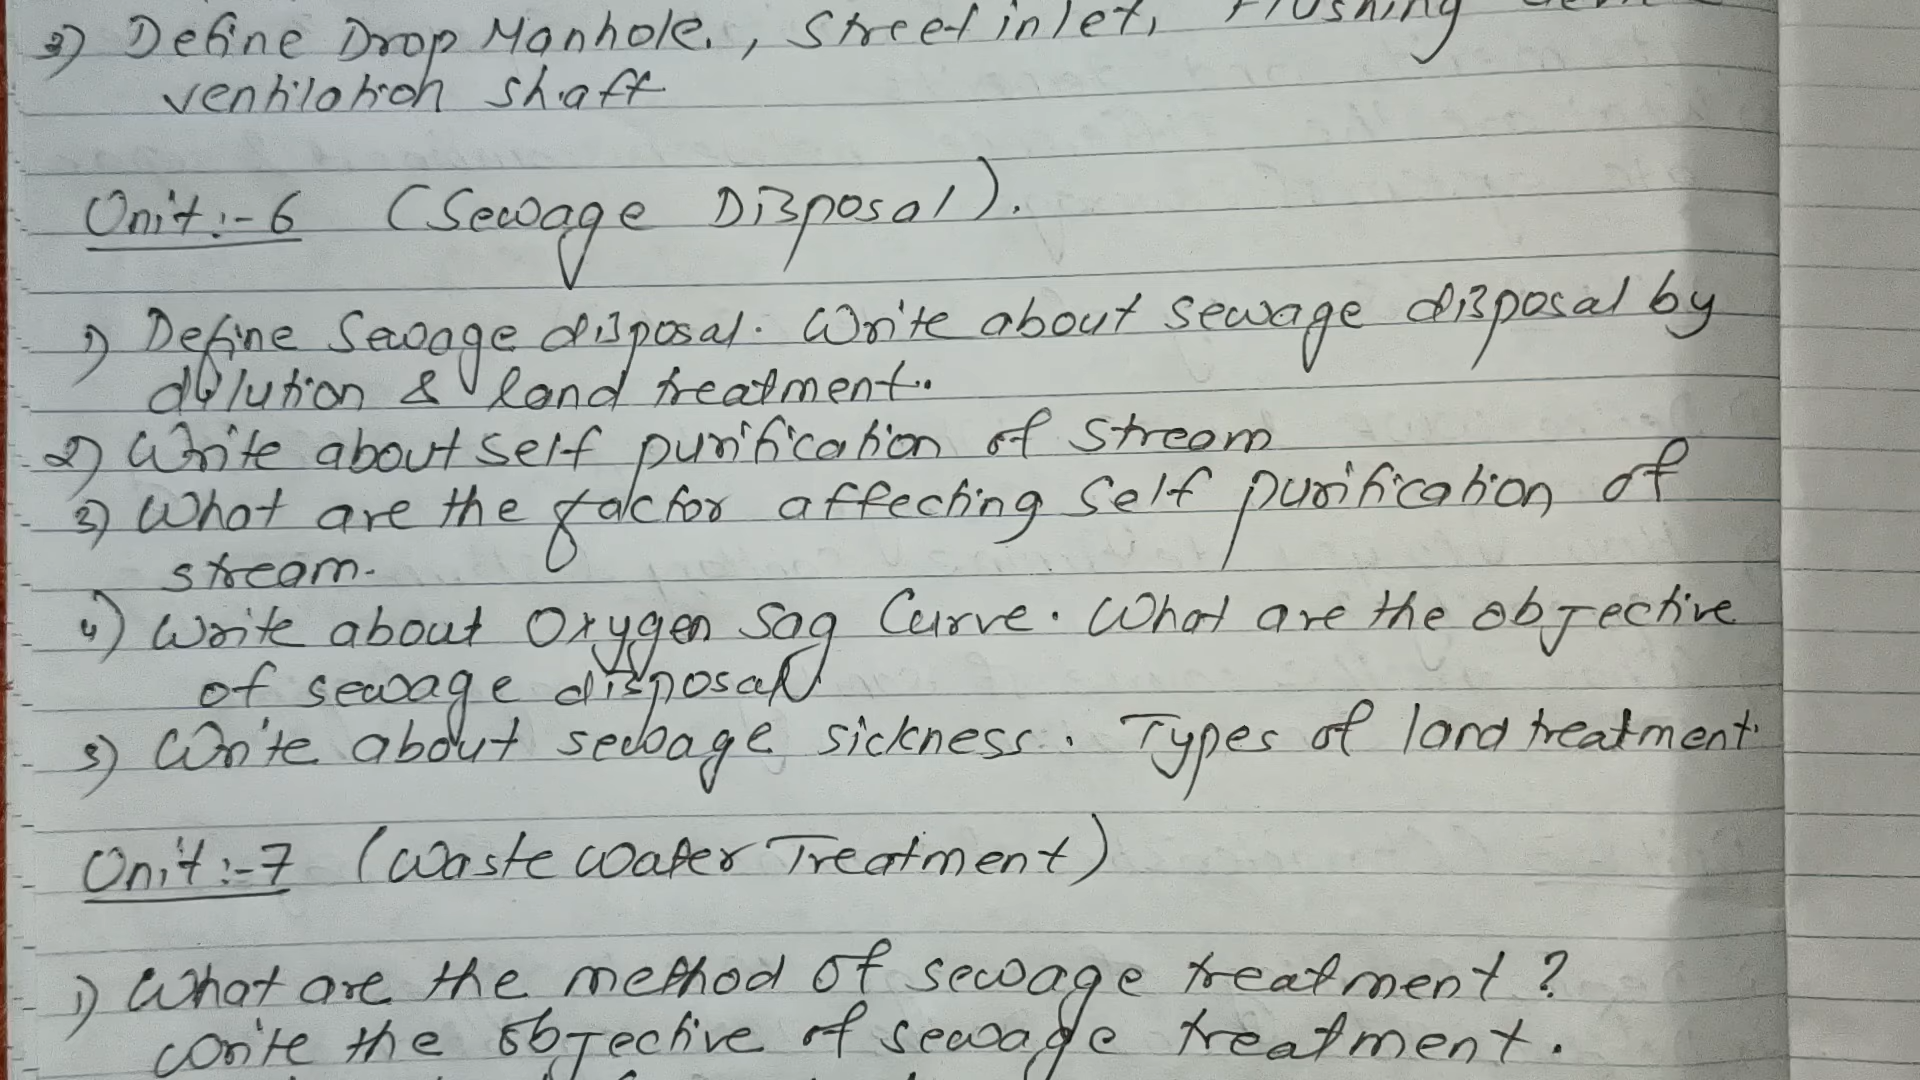 3) Define Drop Manhole, Street inlet, Flushing
ventilation shaft
Unit:-6 (Sewage Disposal).
1) Define Sewage disposal. Write about sewage disposal by
dilution & land treatment.
2) Write about self purification of stream
3) What are the factor affecting Self purification of
stream.
4) Write about Oxygen Sag Curve. What are the objective
of sewage disposal
5) Write about sewage sickness. Types of land treatment.
Unit:-7 (Waste Water Treatment)
1) What are the method of sewage treatment?
write the objective of sewage treatment.